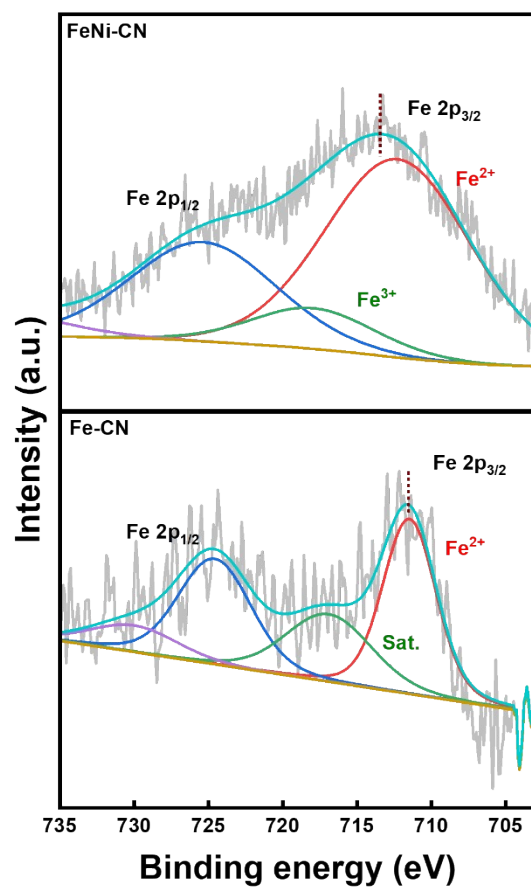 FeNi-CN
Fe 2p3/2
Fe 2p1/2
Fe2+
Fe3+
Fe-CN
Fe 2p3/2
Fe 2p1/2
Fe2+
Sat.
Intensity (a.u.)
735 730 725 720 715 710 705
Binding energy (eV)